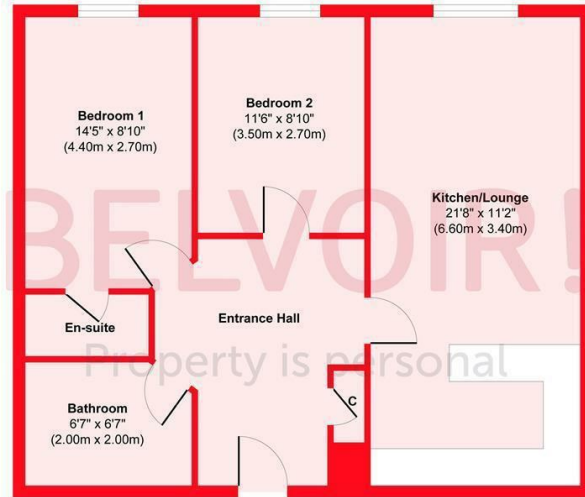 Bedroom 1
14'5" x 8'10"
(4.40m x 2.70m)
Bedroom 2
11'6" x 8'10"
(3.50m x 2.70m)
Kitchen/Lounge
21'8" x 11'2"
(6.60m x 3.40m)
BELVOIR!
En-suite
Entrance Hall
Property is personal
Bathroom
6'7" x 6'7"
(2.00m x 2.00m)
C